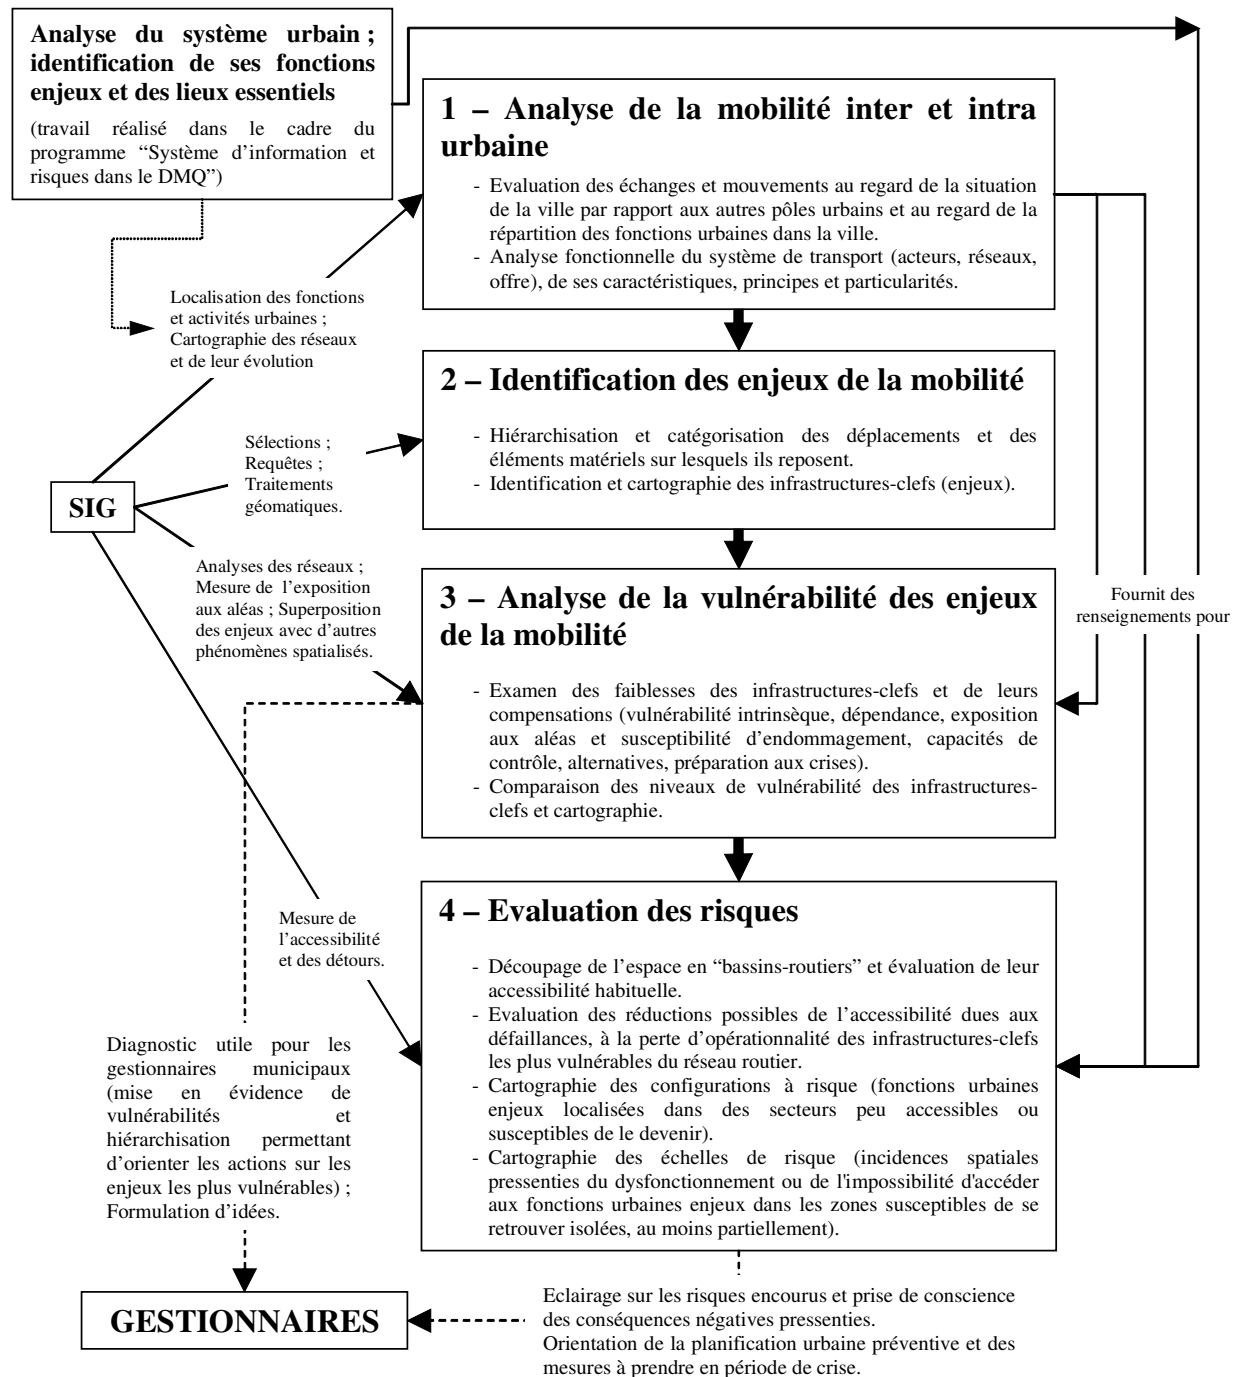 Analyse du système urbain ;
identification de ses fonctions
enjeux et des lieux essentiels
(travail réalisé dans le cadre du
programme “Système d’information et
risques dans le DMQ”)
1 – Analyse de la mobilité inter et intra
urbaine
- Evaluation des échanges et mouvements au regard de la situation
de la ville par rapport aux autres pôles urbains et au regard de la
répartition des fonctions urbaines dans la ville.
- Analyse fonctionnelle du système de transport (acteurs, réseaux,
offre), de ses caractéristiques, principes et particularités.
Localisation des fonctions
et activités urbaines ;
Cartographie des réseaux
et de leur évolution
2 – Identification des enjeux de la mobilité
- Hiérarchisation et catégorisation des déplacements et des
éléments matériels sur lesquels ils reposent.
- Identification et cartographie des infrastructures-clefs (enjeux).
Sélections ;
Requêtes ;
Traitements
géomatiques.
SIG
Analyses des réseaux ;
Mesure de l’exposition
aux aléas ; Superposition
des enjeux avec d’autres
phénomènes spatialisés.
3 – Analyse de la vulnérabilité des enjeux
de la mobilité
- Examen des faiblesses des infrastructures-clefs et de leurs
compensations (vulnérabilité intrinsèque, dépendance, exposition
aux aléas et susceptibilité d’endommagement, capacités de
contrôle, alternatives, préparation aux crises).
- Comparaison des niveaux de vulnérabilité des infrastructures-
clefs et cartographie.
Fournit des
renseignements pour
Mesure de
l’accessibilité
et des détours.
4 – Evaluation des risques
- Découpage de l’espace en “bassins-routiers” et évaluation de leur
accessibilité habituelle.
- Evaluation des réductions possibles de l’accessibilité dues aux
défaillances, à la perte d’opérationnalité des infrastructures-clefs
les plus vulnérables du réseau routier.
- Cartographie des configurations à risque (fonctions urbaines
enjeux localisées dans des secteurs peu accessibles ou
susceptibles de le devenir).
- Cartographie des échelles de risque (incidences spatiales
pressenties du dysfonctionnement ou de l'impossibilité d'accéder
aux fonctions urbaines enjeux dans les zones susceptibles de se
retrouver isolées, au moins partiellement).
Diagnostic utile pour les
gestionnaires municipaux
(mise en évidence de
vulnérabilités et
hiérarchisation permettant
d’orienter les actions sur les
enjeux les plus vulnérables) ;
Formulation d’idées.
GESTIONNAIRES
Eclairage sur les risques encourus et prise de conscience
des conséquences négatives pressenties.
Orientation de la planification urbaine préventive et des
mesures à prendre en période de crise.